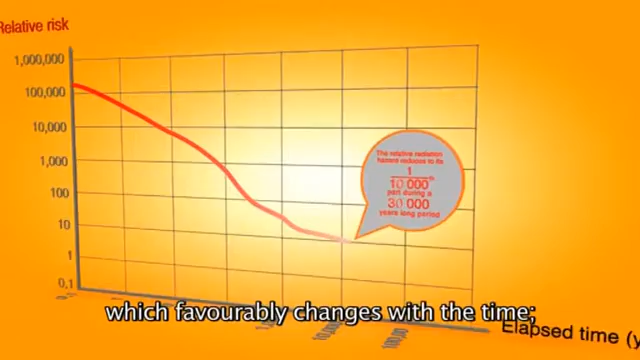 Relative risk
1,000,000
100,000
10,000
1,000
100
10
1
0,1
The relative radiation
hazard reduces to its
1
10 000
part during a
30 000
years long period
which favourably changes with the time;
Elapsed time (y